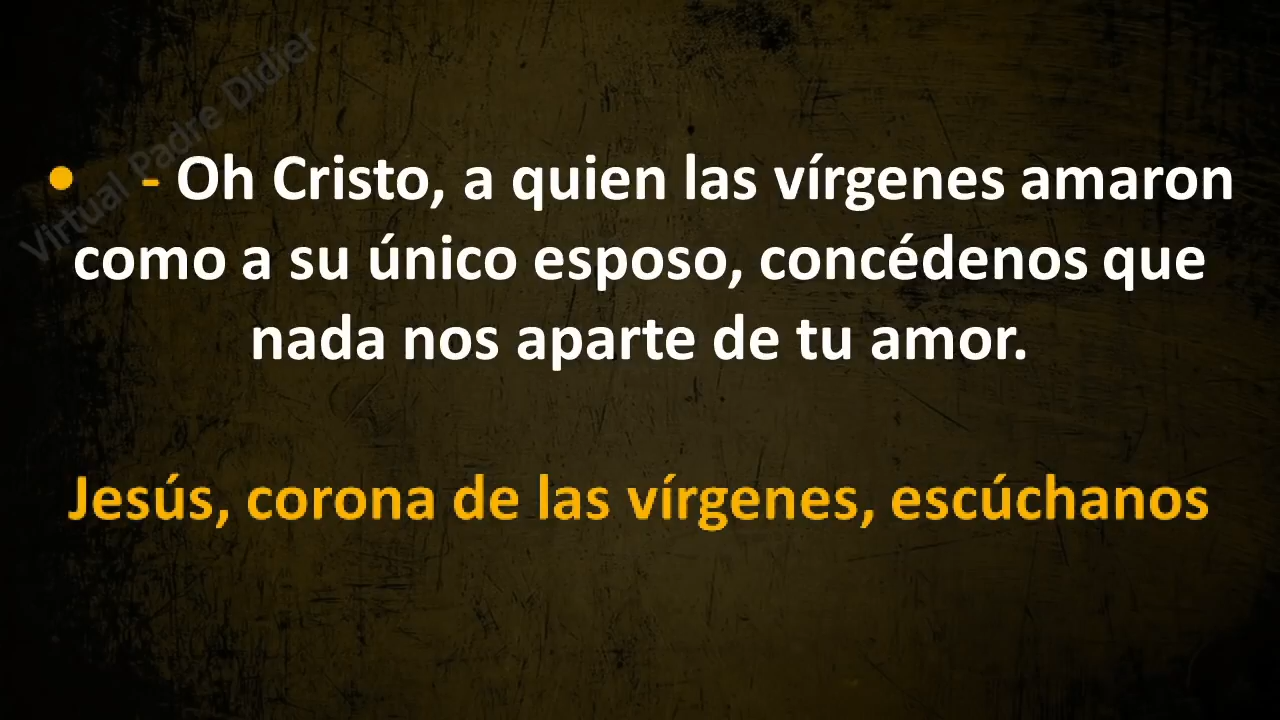 Virtual Padre Didier
• - Oh Cristo, a quien las vírgenes amaron
como a su único esposo, concédenos que
nada nos aparte de tu amor.
Jesús, corona de las vírgenes, escúchanos